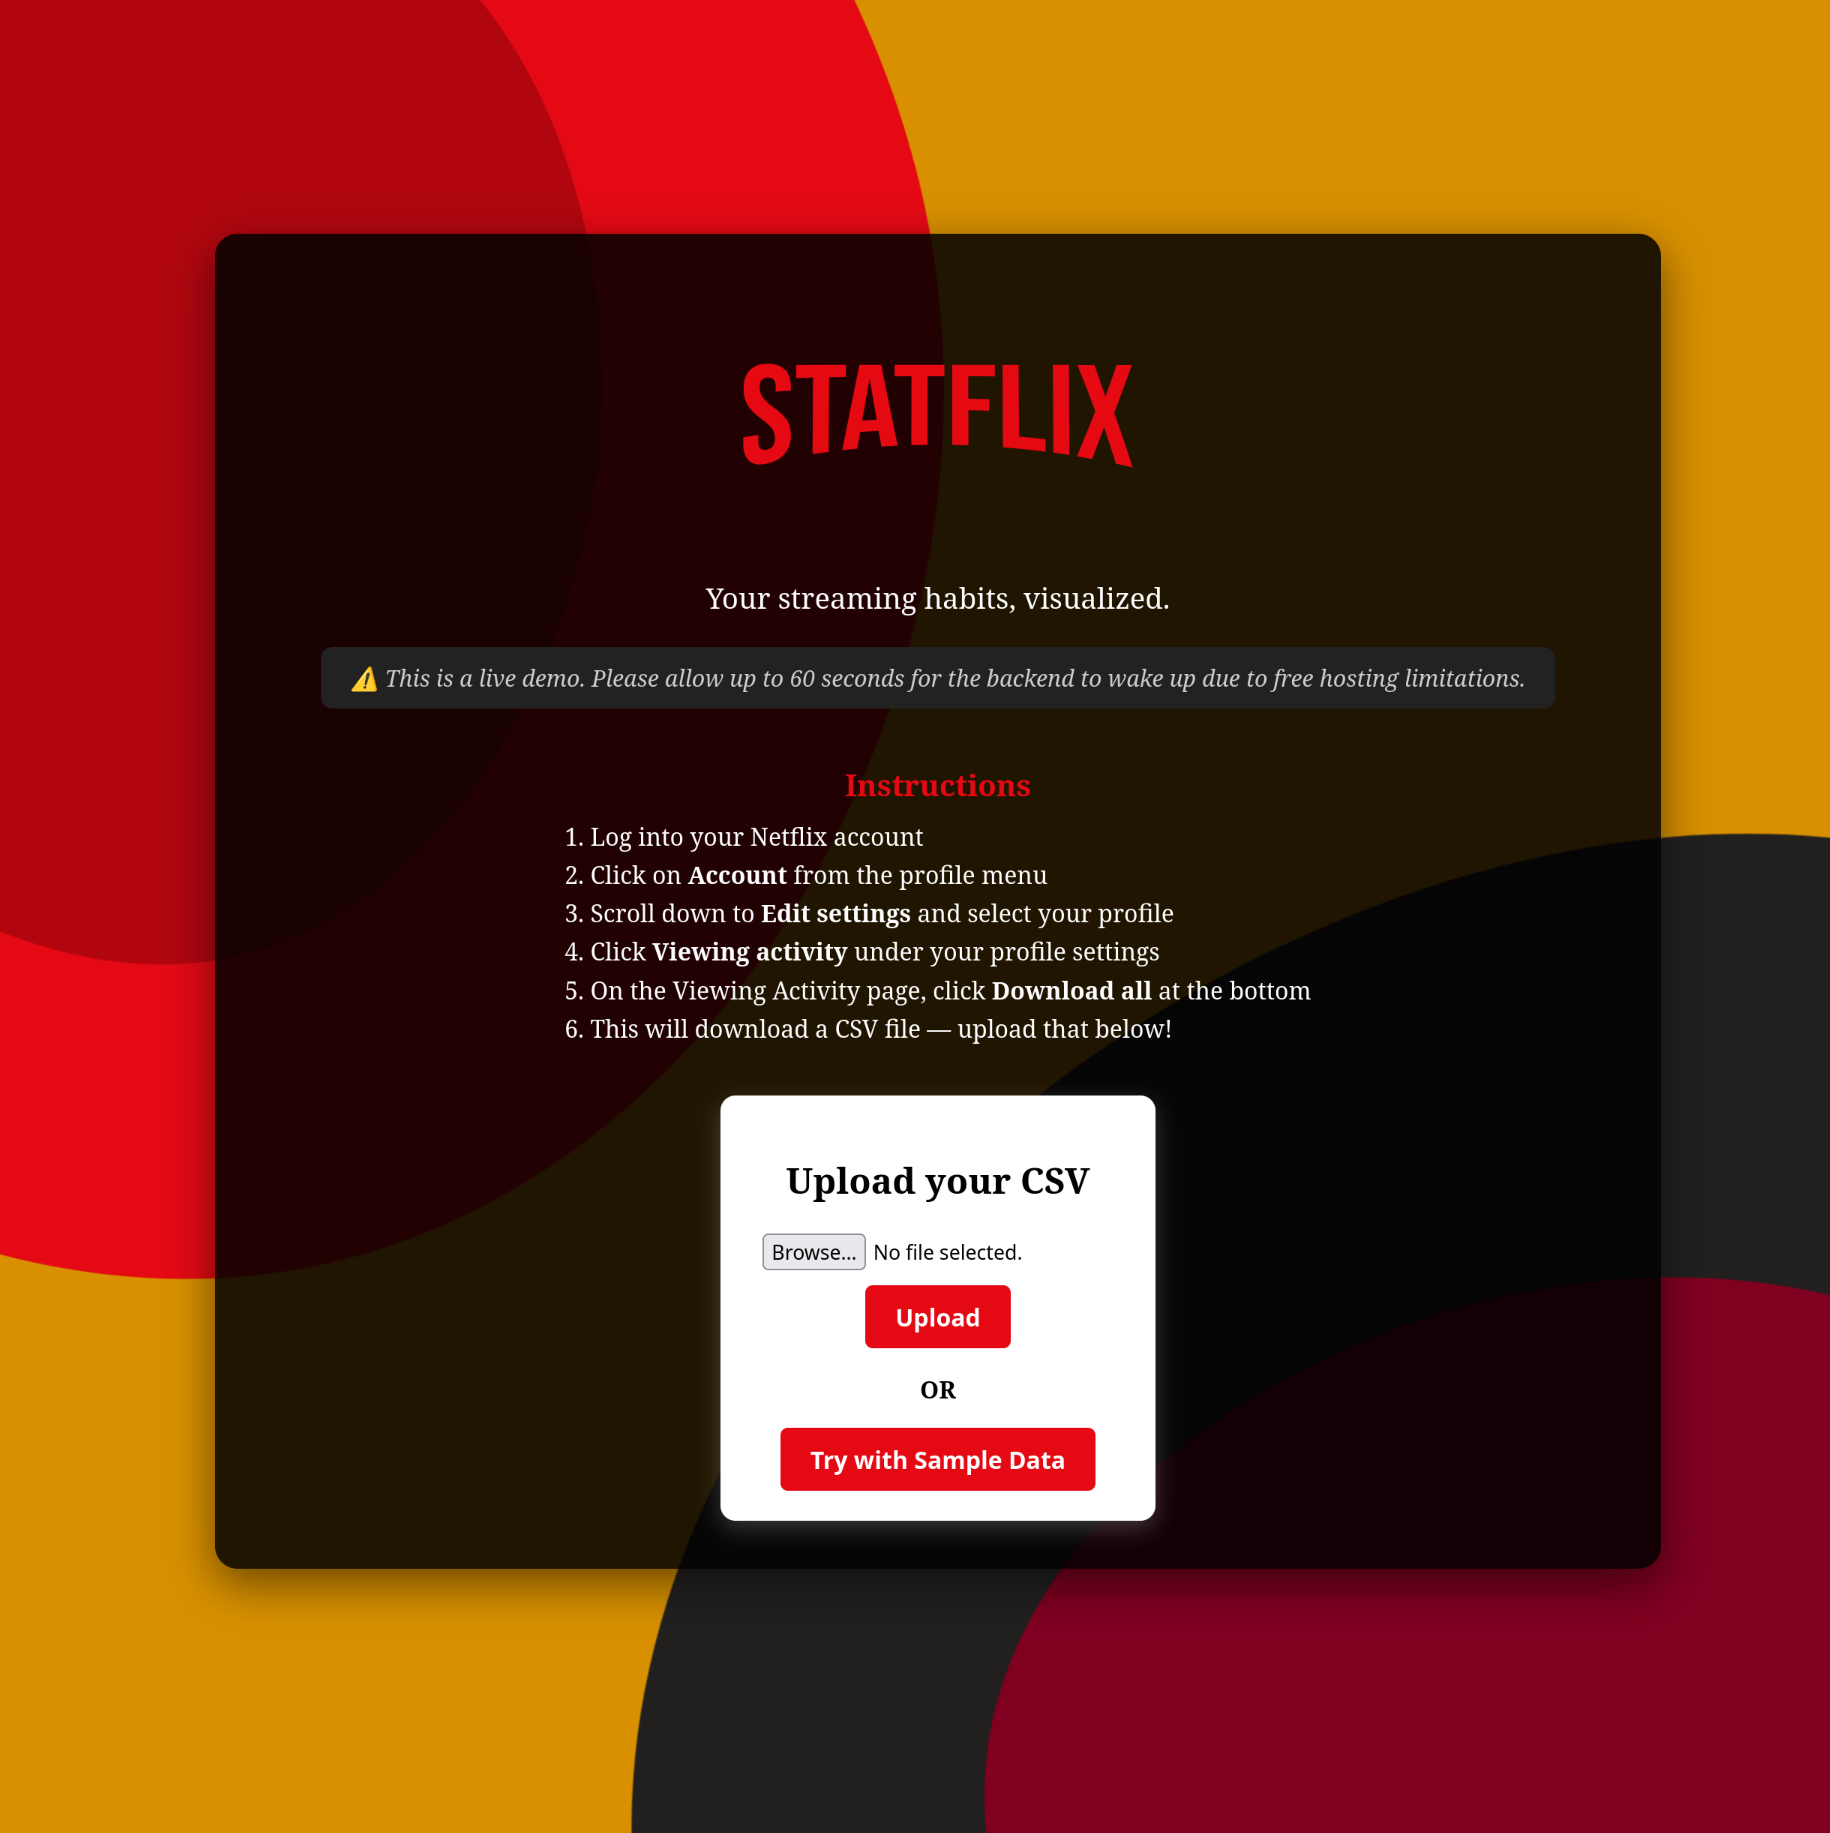 STATFLIX
Your streaming habits, visualized.
⚠️ This is a live demo. Please allow up to 60 seconds for the backend to wake up due to free hosting limitations.
Instructions
1. Log into your Netflix account
2. Click on Account from the profile menu
3. Scroll down to Edit settings and select your profile
4. Click Viewing activity under your profile settings
5. On the Viewing Activity page, click Download all at the bottom
6. This will download a CSV file — upload that below!
Upload your CSV
Browse... No file selected.
Upload
OR
Try with Sample Data